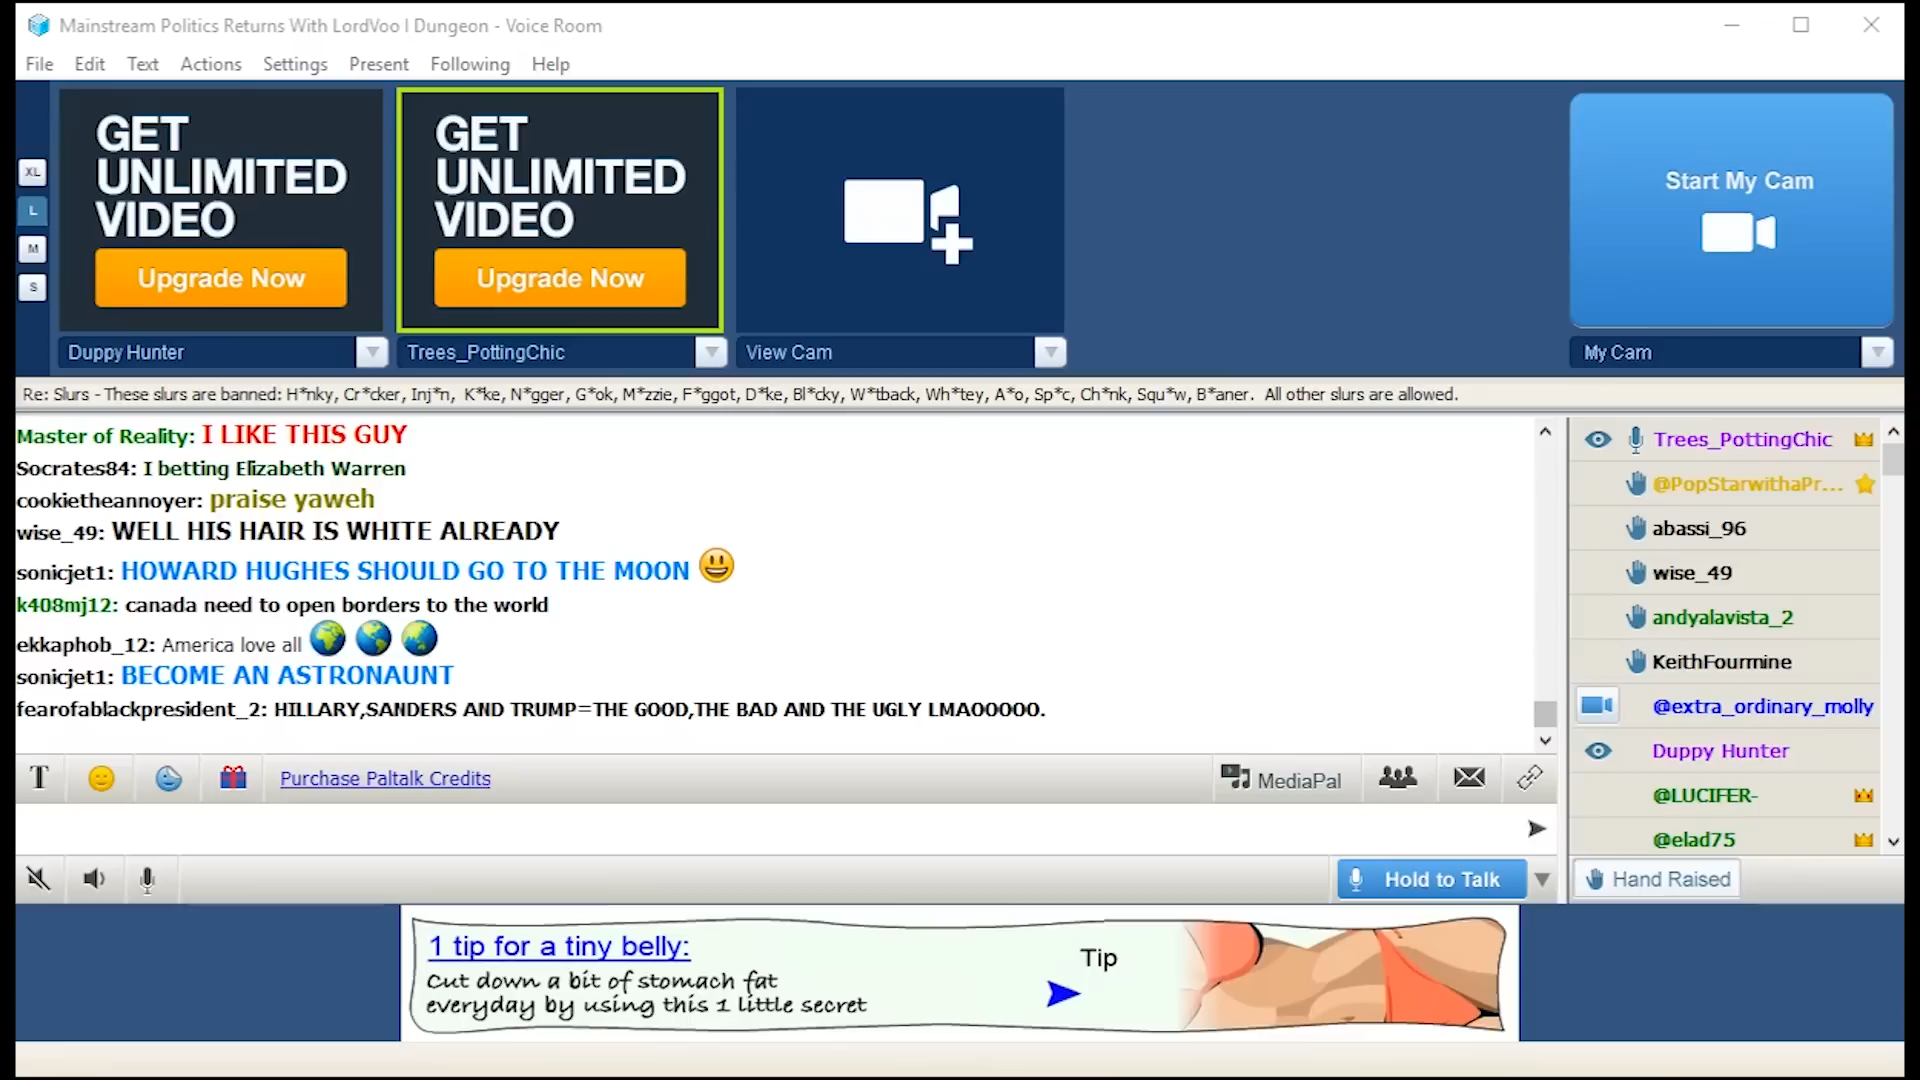 Mainstream Politics Returns With LordVoo l Dungeon - Voice Room
File Edit Text Actions Settings Present Following Help
XL
L
M
S
GET
UNLIMITED
VIDEO
Upgrade Now
Duppy Hunter
GET
UNLIMITED
VIDEO
Upgrade Now
Trees_PottingChic
View Cam
Start My Cam
My Cam
Re: Slurs - These slurs are banned: H*nky, Cr*cker, Inj*n, K*ke, N*gger, G*ok, M*zzie, F*ggot, D*ke, Bl*cky, W*tback, Wh*tey, A*o, Sp*c, Ch*nk, Squ*w, B*aner. All other slurs are allowed.
Master of Reality: I LIKE THIS GUY
Socrates84: I betting Elizabeth Warren
cookietheannoyer: praise yaweh
wise_49: WELL HIS HAIR IS WHITE ALREADY
sonicjet1: HOWARD HUGHES SHOULD GO TO THE MOON
k408mj12: canada need to open borders to the world
ekkaphob_12: America love all
sonicjet1: BECOME AN ASTRONAUNT
fearofablackpresident_2: HILLARY,SANDERS AND TRUMP=THE GOOD,THE BAD AND THE UGLY LMAOOOOO.
Trees_PottingChic
@PopStarwithaPr...
abassi_96
wise_49
andyalavista_2
KeithFourmine
@extra_ordinary_molly
Duppy Hunter
@LUCIFER-
@elad75
T Purchase Paltalk Credits MediaPal
Hold to Talk
Hand Raised
1 tip for a tiny belly:
Cut down a bit of stomach fat
everyday by using this 1 little secret
Tip